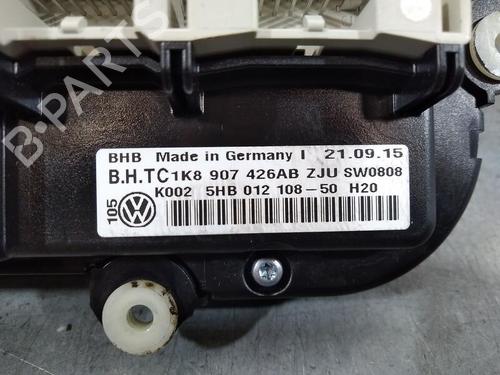 B-PARTS
BHB Made in Germany I 21.09.15
B.H.TC1K8 907 426AB ZJU SW0808
K002 5HB 012 108-50 H20
105